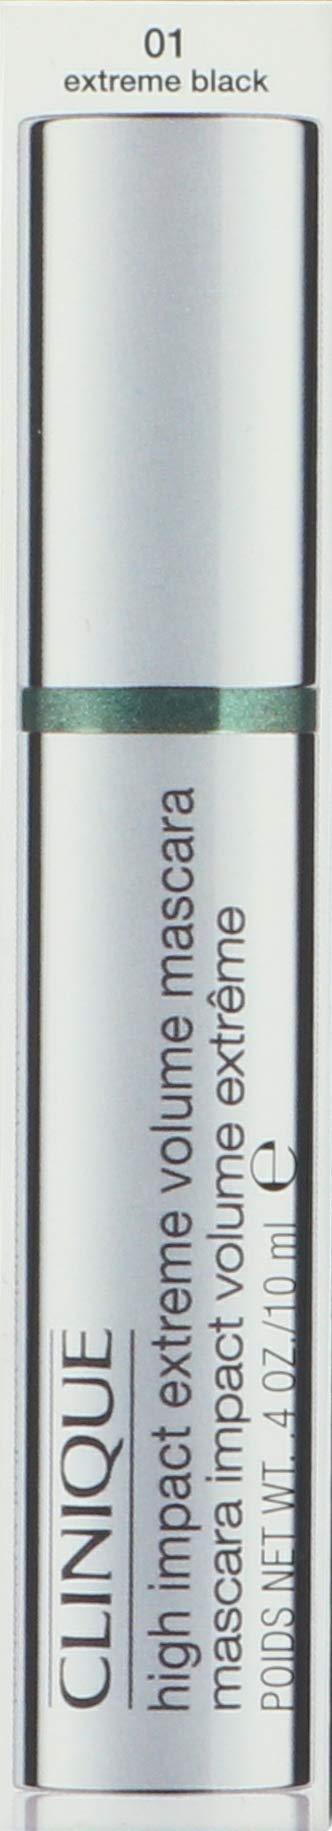 01
extreme black
CLINIQUE
high impact extreme volume mascara
mascara impact volume extrême
POIDS NET WT. .4 OZ./10 ml ℮